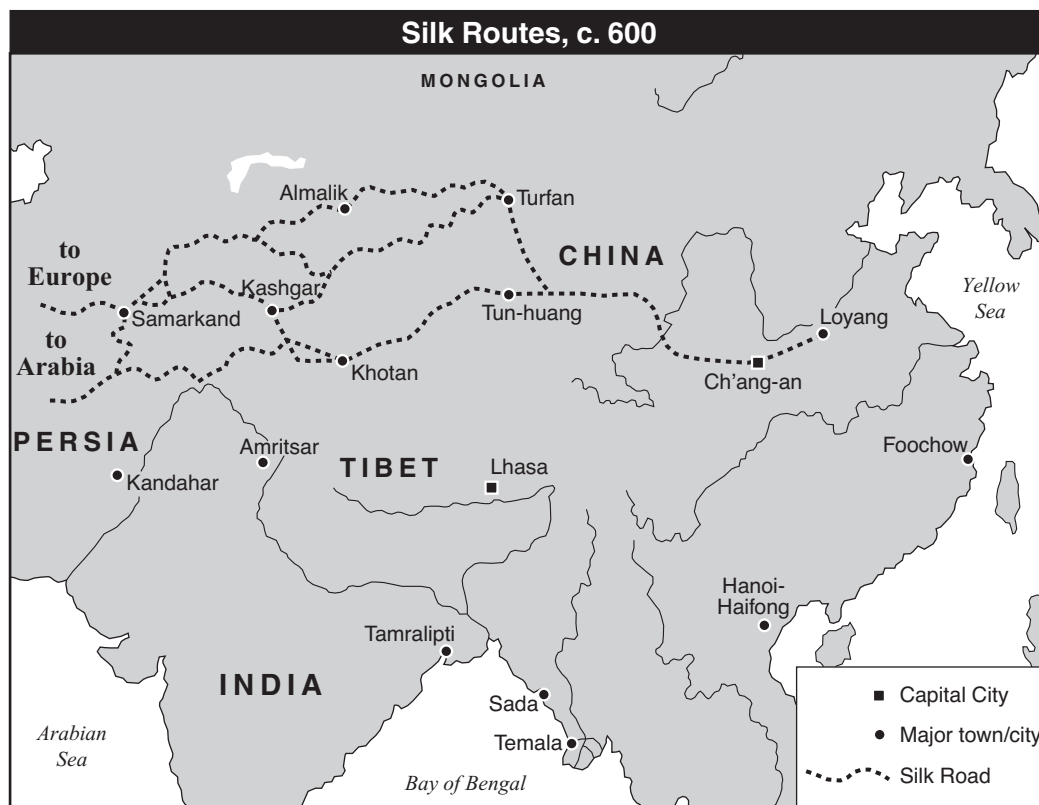 Silk Routes, c. 600
MONGOLIA
Almalik
Turfan
to
Europe
CHINA
Kashgar
Yellow
Sea
Samarkand
Tun-huang
Loyang
to
Arabia
Khotan
Ch'ang-an
PERSIA
Amritsar
Foochow
TIBET
Lhasa
Kandahar
Hanoi-
Haifong
Tamralipti
INDIA
Sada
Capital City
Arabian
Sea
Temala
Major town/city
Bay of Bengal
Silk Road